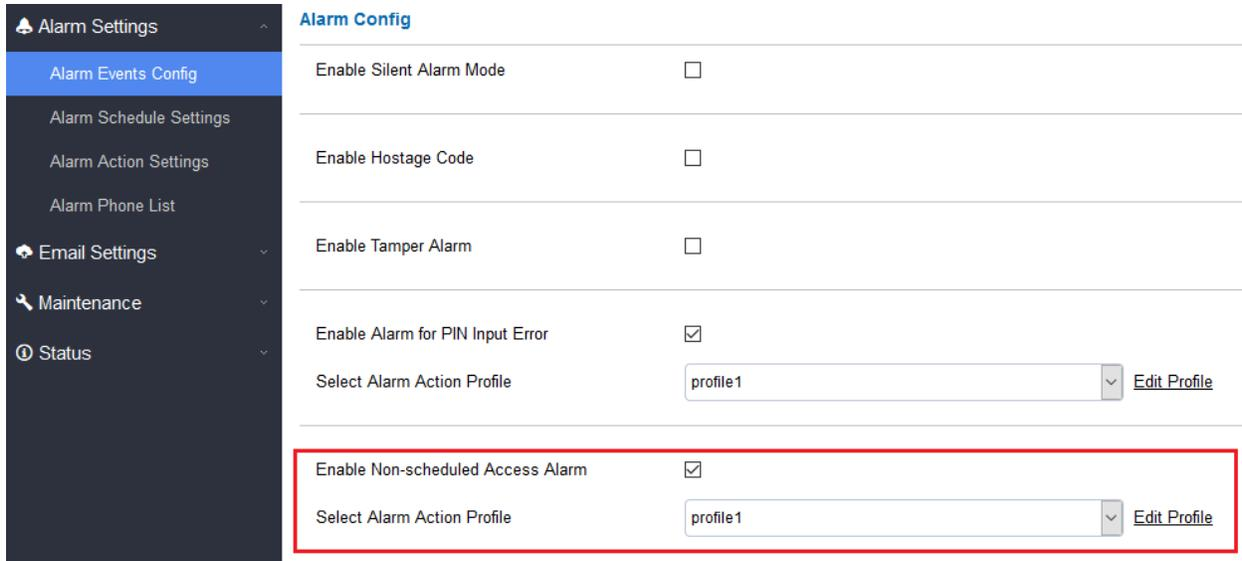 Alarm Settings
Alarm Events Config
Alarm Schedule Settings
Alarm Action Settings
Alarm Phone List
Email Settings
Maintenance
Status
Alarm Config
Enable Silent Alarm Mode
Enable Hostage Code
Enable Tamper Alarm
Enable Alarm for PIN Input Error
Select Alarm Action Profile profile1 Edit Profile
Enable Non-scheduled Access Alarm
Select Alarm Action Profile profile1 Edit Profile